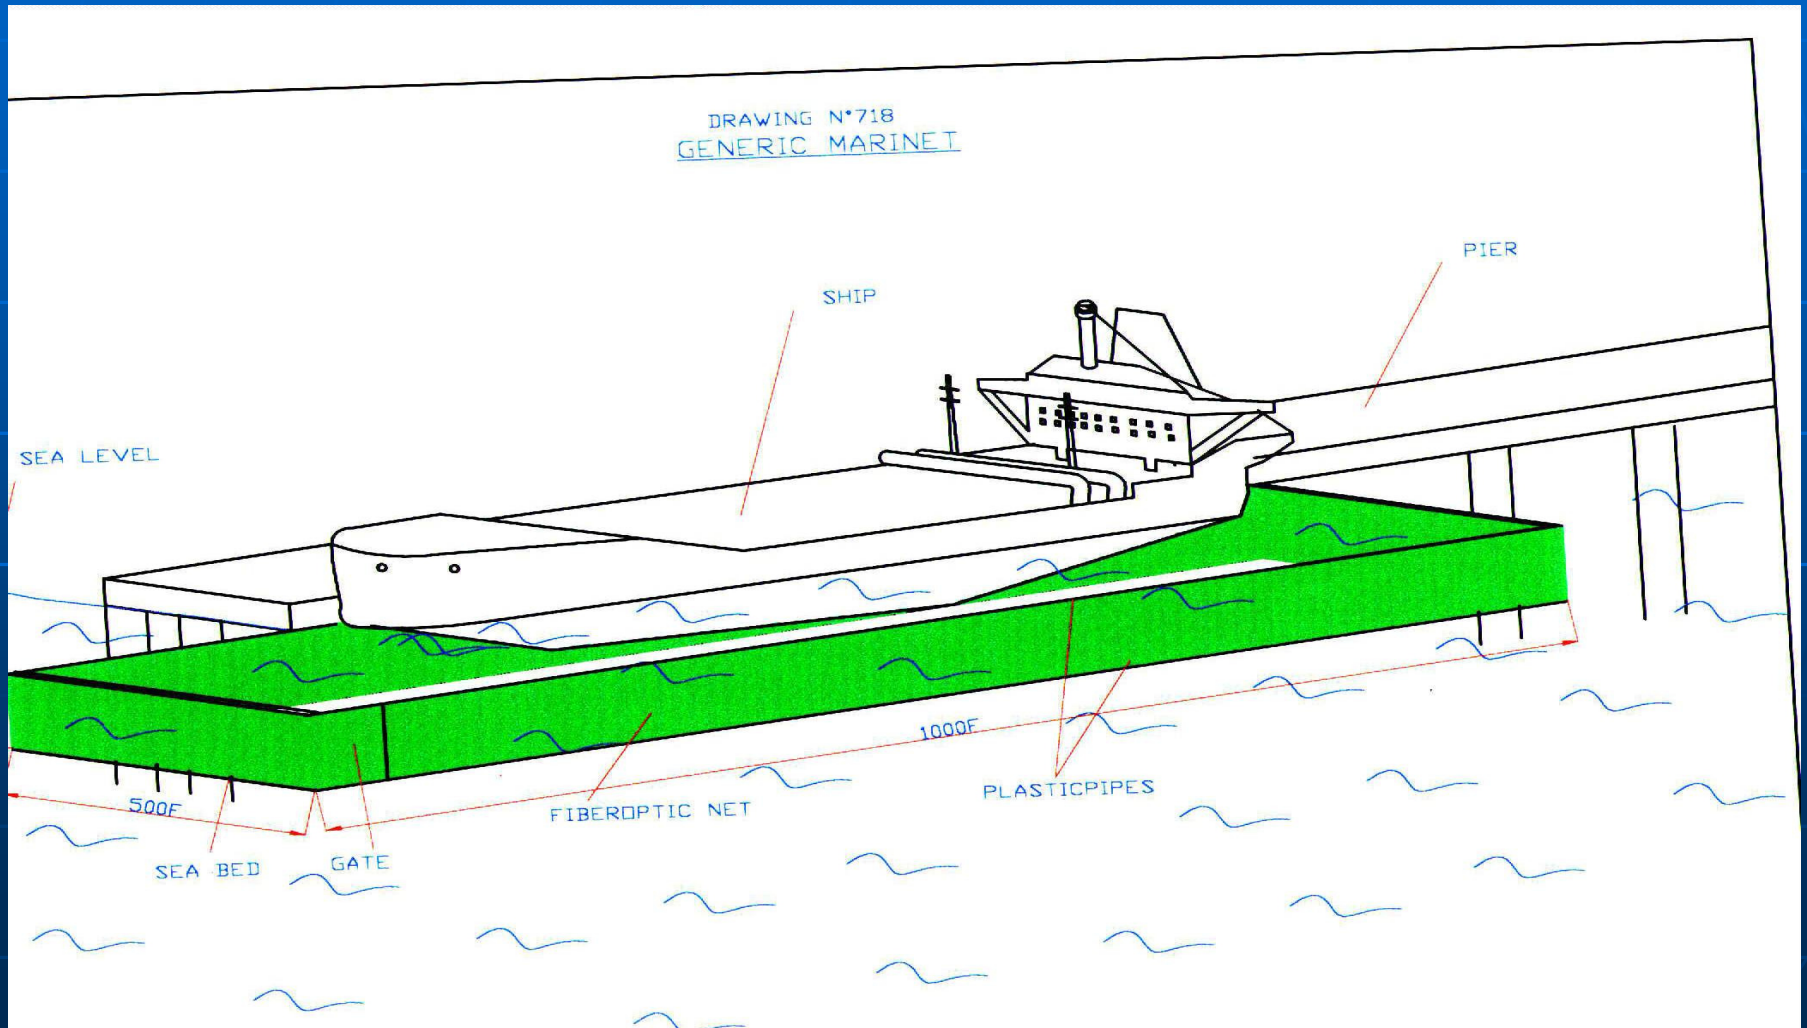 DRAWING N°718
GENERIC MARINET
PIER
SHIP
SEA LEVEL
1000F
PLASTICPIPES
500F
FIBEROPTIC NET
GATE
SEA BED